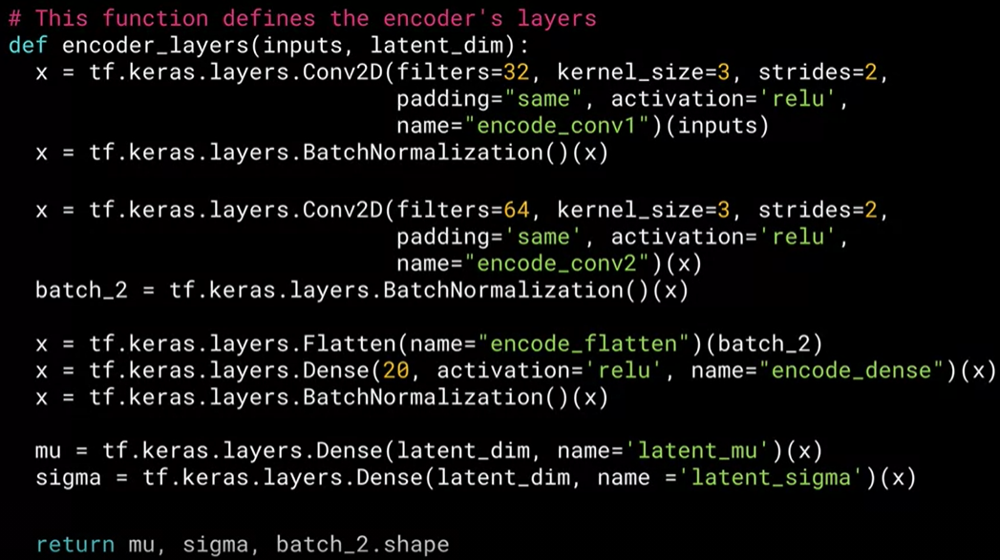 # This function defines the encoder's layers
def encoder_layers(inputs, latent_dim):
  x = tf.keras.layers.Conv2D(filters=32, kernel_size=3, strides=2,
                             padding="same", activation='relu',
                             name="encode_conv1")(inputs)
  x = tf.keras.layers.BatchNormalization()(x)
  x = tf.keras.layers.Conv2D(filters=64, kernel_size=3, strides=2,
                             padding='same', activation='relu',
                             name="encode_conv2")(x)
  batch_2 = tf.keras.layers.BatchNormalization()(x)
  x = tf.keras.layers.Flatten(name="encode_flatten")(batch_2)
  x = tf.keras.layers.Dense(20, activation='relu', name="encode_dense")(x)
  x = tf.keras.layers.BatchNormalization()(x)
  mu = tf.keras.layers.Dense(latent_dim, name='latent_mu')(x)
  sigma = tf.keras.layers.Dense(latent_dim, name ='latent_sigma')(x)
  return mu, sigma, batch_2.shape